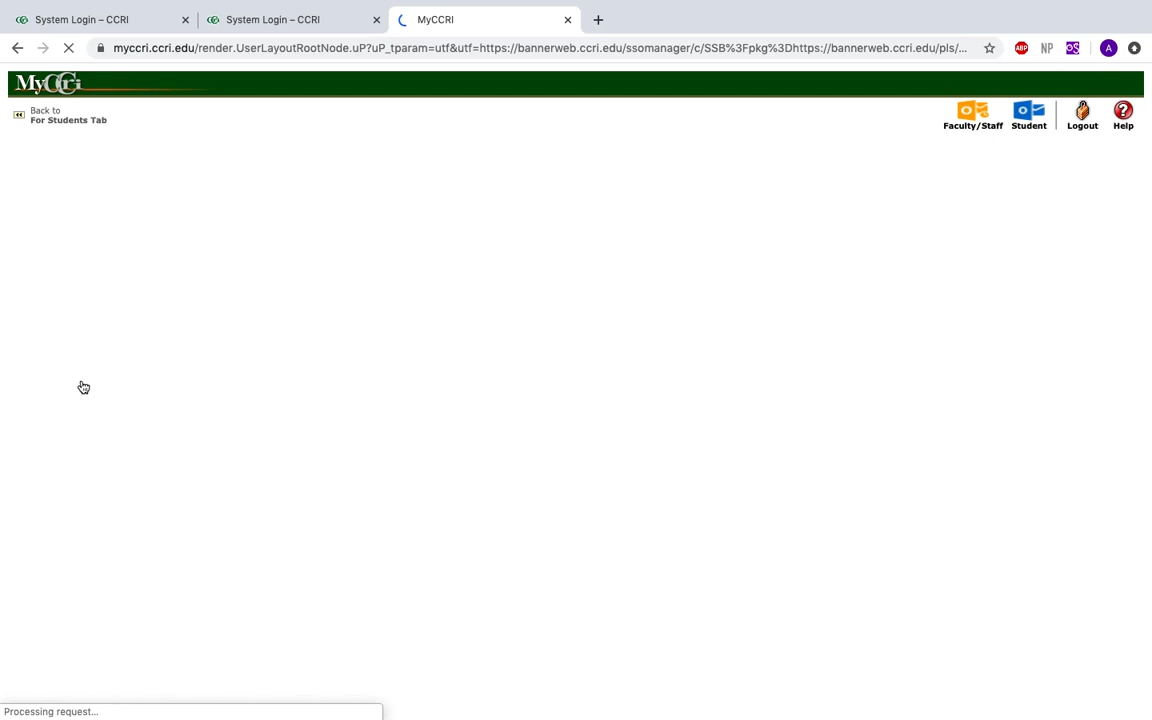 System Login – CCRI
System Login – CCRI
MyCCRI
myccri.ccri.edu/render.UserLayoutRootNode.uP?uP_tparam=utf&utf=https://bannerweb.ccri.edu/ssomanager/c/SSB%3Fpkg%3Dhttps://bannerweb.ccri.edu/pls/...
ABP
NP
OS
A
MyCCri
Back to
For Students Tab
Faculty/Staff
Student
Logout
Help
Processing request...